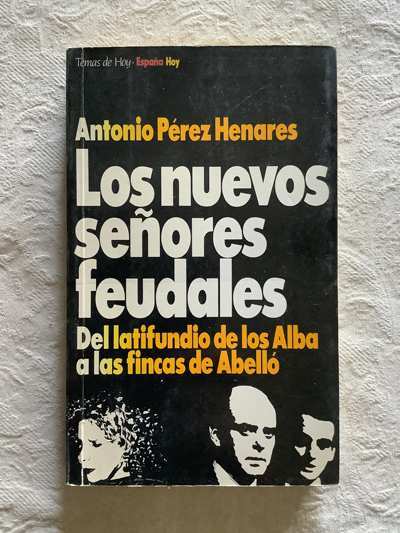 Temas de Hoy · España Hoy
Antonio Pérez Henares
Los nuevos
señores
feudales
Del latifundio de los Alba
a las fincas de Abelló